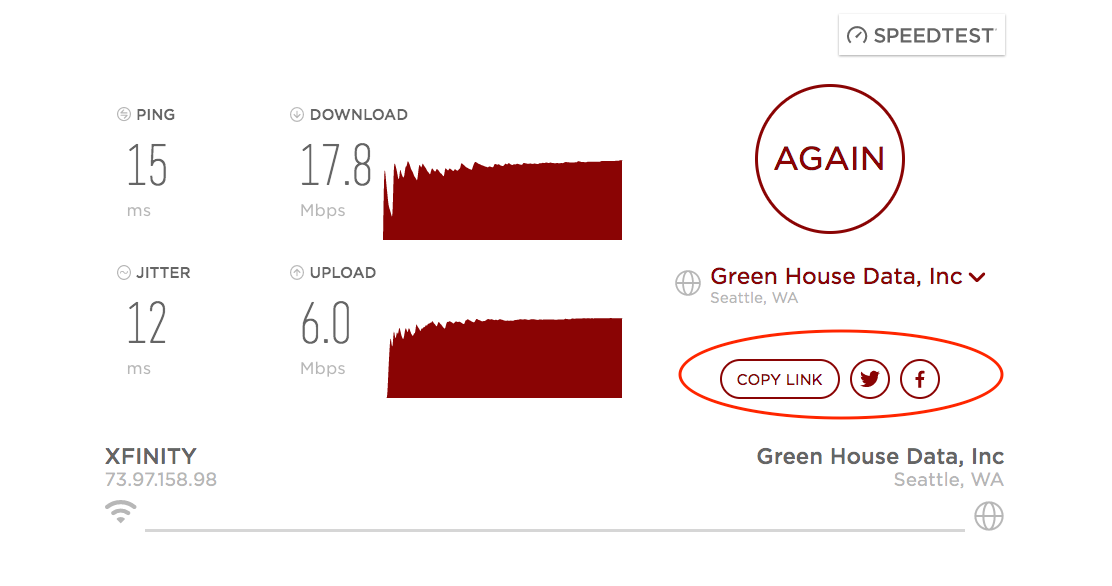 SPEEDTEST
PING
15
ms
DOWNLOAD
17.8
Mbps
AGAIN
JITTER
12
ms
UPLOAD
6.0
Mbps
Green House Data, Inc
Seattle, WA
COPY LINK
XFINITY
73.97.158.98
Green House Data, Inc
Seattle, WA